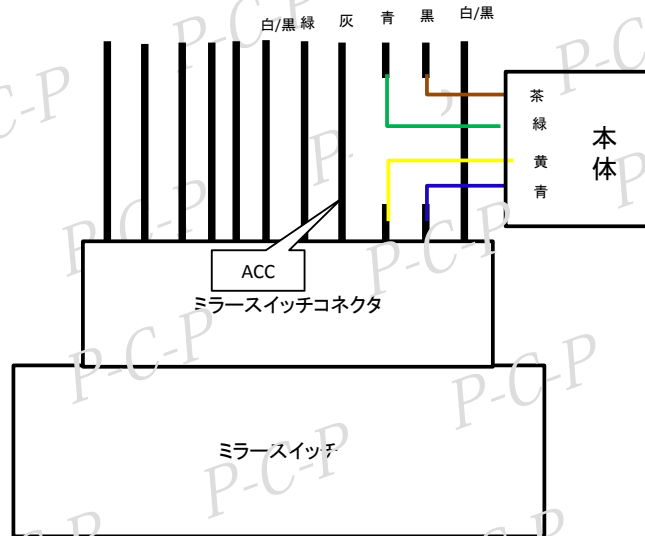 白/黒 緑 灰 青 黒 白/黒
茶
緑
黄
青
本体
ACC
ミラースイッチコネクタ
ミラースイッチ
P-C-P
P-C-P
C-P
P-
P
P-C-P
P-C-P
P-C-P
P-C-P
P-C-P
C-P
C-P